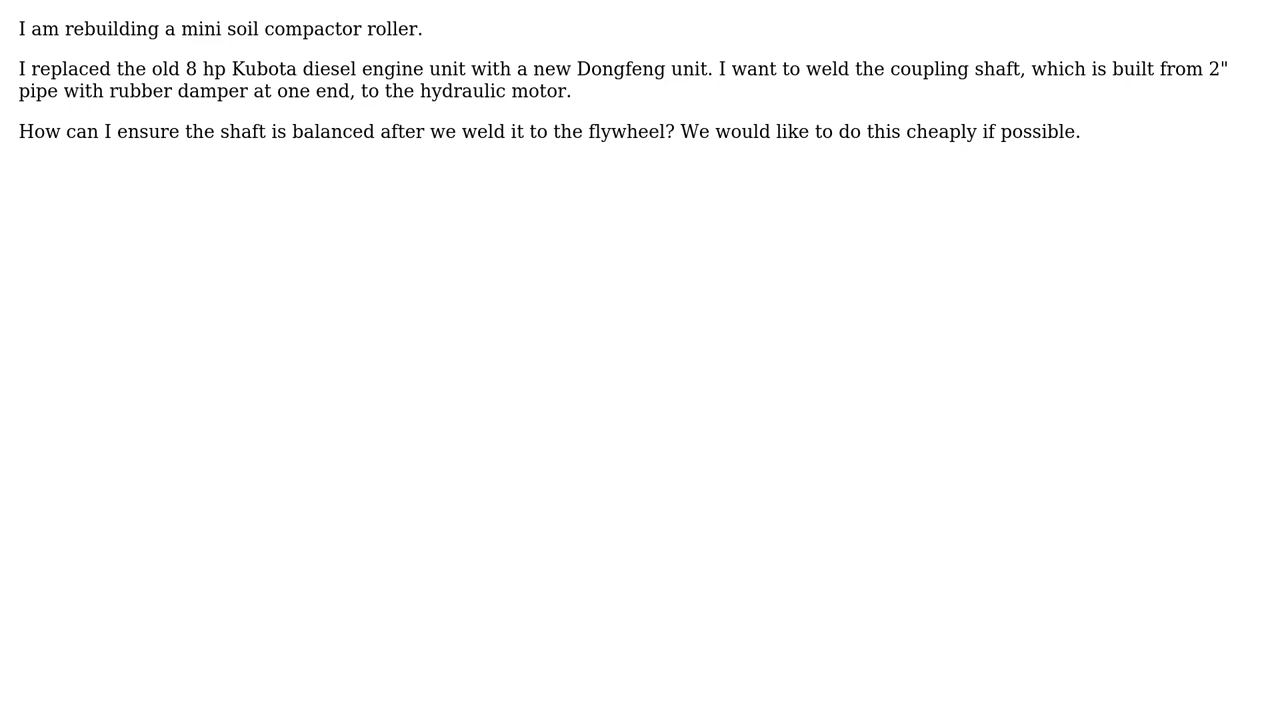 I am rebuilding a mini soil compactor roller.
I replaced the old 8 hp Kubota diesel engine unit with a new Dongfeng unit. I want to weld the coupling shaft, which is built from 2"
pipe with rubber damper at one end, to the hydraulic motor.
How can I ensure the shaft is balanced after we weld it to the flywheel? We would like to do this cheaply if possible.